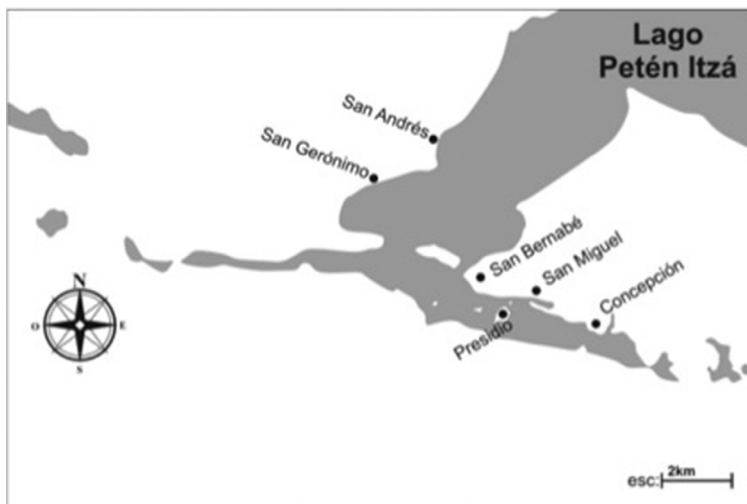 Lago
Petén Itzá
San Andrés
San Gerónimo
San Bernabé
San Miguel
Concepción
Presidio
N
O
E
S
esc:
2km